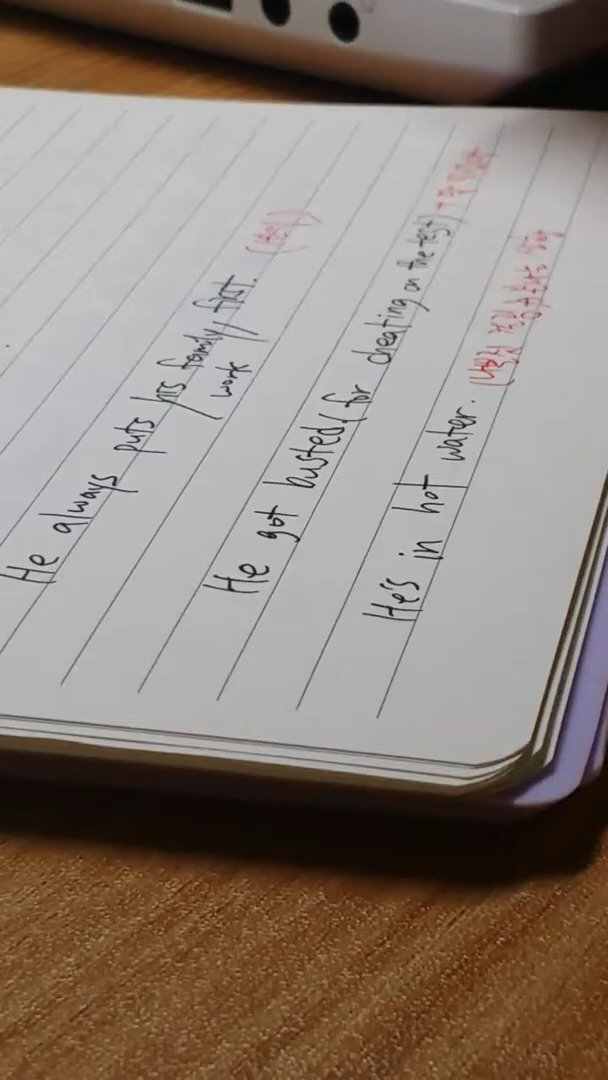 He always puts his family first.
/ work
He got busted (for cheating on the test)
He's in hot water.